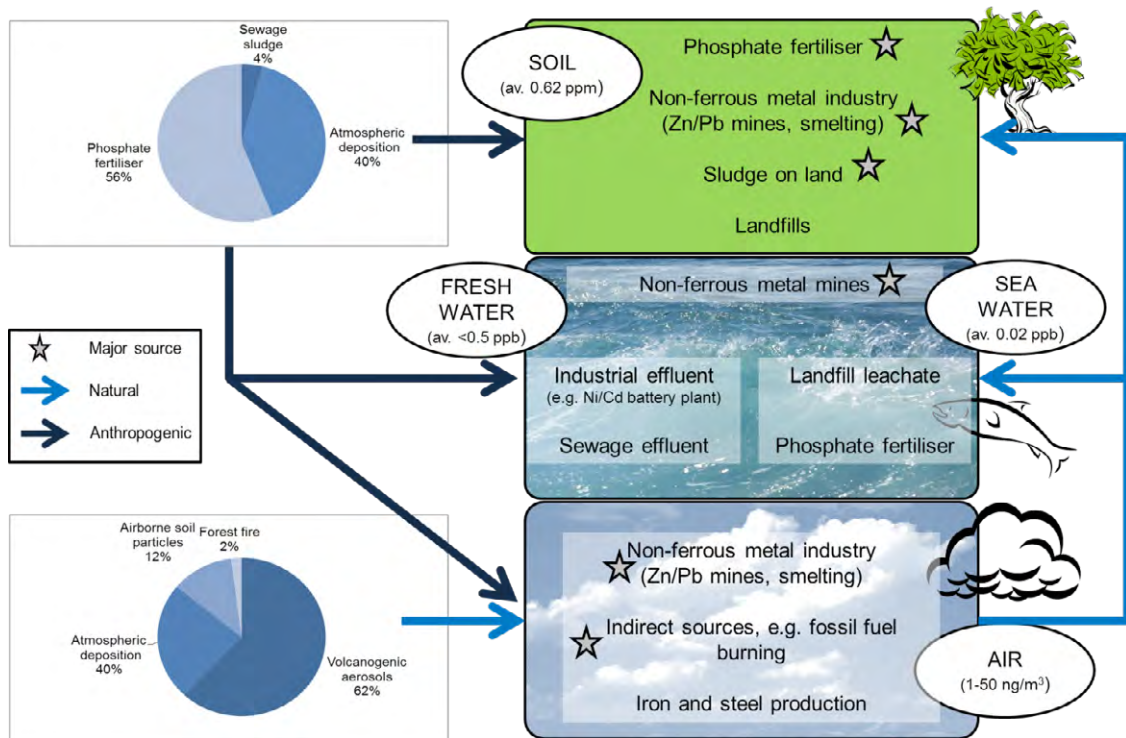 Sewage
sludge
4%
Phosphate
fertiliser
56%
Atmospheric
deposition
40%
SOIL
(av. 0.62 ppm)
Phosphate fertiliser
Non-ferrous metal industry
(Zn/Pb mines, smelting)
Sludge on land
Landfills
FRESH
WATER
(av. <0.5 ppb)
Non-ferrous metal mines
SEA
WATER
(av. 0.02 ppb)
Industrial effluent
(e.g. Ni/Cd battery plant)
Sewage effluent
Landfill leachate
Phosphate fertiliser
Major source
Natural
Anthropogenic
Airborne soil
particles
12%
Forest fire
2%
Atmospheric
deposition
40%
Volcanogenic
aerosols
62%
Non-ferrous metal industry
(Zn/Pb mines, smelting)
Indirect sources, e.g. fossil fuel
burning
Iron and steel production
AIR
(1-50 ng/m³)